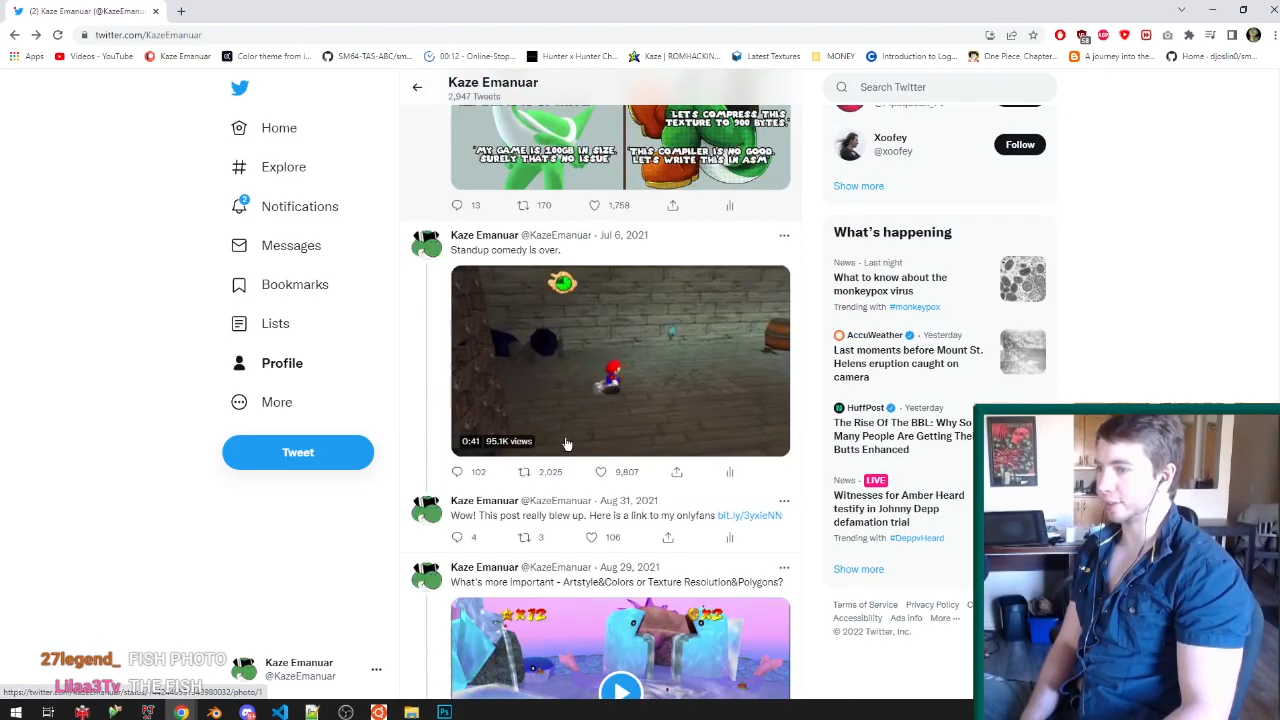 (2) Kaze Emanuar (@KazeEmanu
twitter.com/KazeEmanuar
58
Apps
Videos - YouTube
Kaze Emanuar
Color theme from i...
SM64-TAS-ABC/sm...
00:12 - Online-Stop...
Hunter x Hunter Ch...
Kaze | ROMHACKIN...
Latest Textures
MONEY
Introduction to Log...
One Piece, Chapter...
A journey into the...
Home · djoslin0/sm...
Home
Explore
2
Notifications
Messages
Bookmarks
Lists
Profile
More
Tweet
Kaze Emanuar
@KazeEmanuar
Kaze Emanuar
2,947 Tweets
"MY GAME IS 100GB IN SIZE,
SURELY THAT'S NO ISSUE"
"LET'S COMPRESS THIS
TEXTURE TO 900 BYTES."
"THIS COMPILER IS NO GOOD.
LET'S WRITE THIS IN ASM"
13 170 1,758
Kaze Emanuar @KazeEmanuar · Jul 6, 2021
Standup comedy is over.
0:41 95.1K views
102 2,025 9,807
Kaze Emanuar @KazeEmanuar · Aug 31, 2021
Wow! This post really blew up. Here is a link to my onlyfans bit.ly/3yxieNN
4 3 106
Kaze Emanuar @KazeEmanuar · Aug 29, 2021
What's more important - Artstyle&Colors or Texture Resolution&Polygons?
×12
×2
Search Twitter
Xoofey
@xoofey
Follow
Show more
What's happening
News · Last night
What to know about the
monkeypox virus
Trending with #monkeypox
AccuWeather · Yesterday
Last moments before Mount St.
Helens eruption caught on
camera
HuffPost · Yesterday
The Rise Of The BBL: Why So
Many People Are Getting The
Butts Enhanced
News · LIVE
Witnesses for Amber Heard
testify in Johnny Depp
defamation trial
Trending with #DeppvHeard
Show more
Terms of Service Privacy Policy C
Accessibility Ads info More ···
© 2022 Twitter, Inc.
27legend_ FISH PHOTO
Lilaa3Tv THE FISH